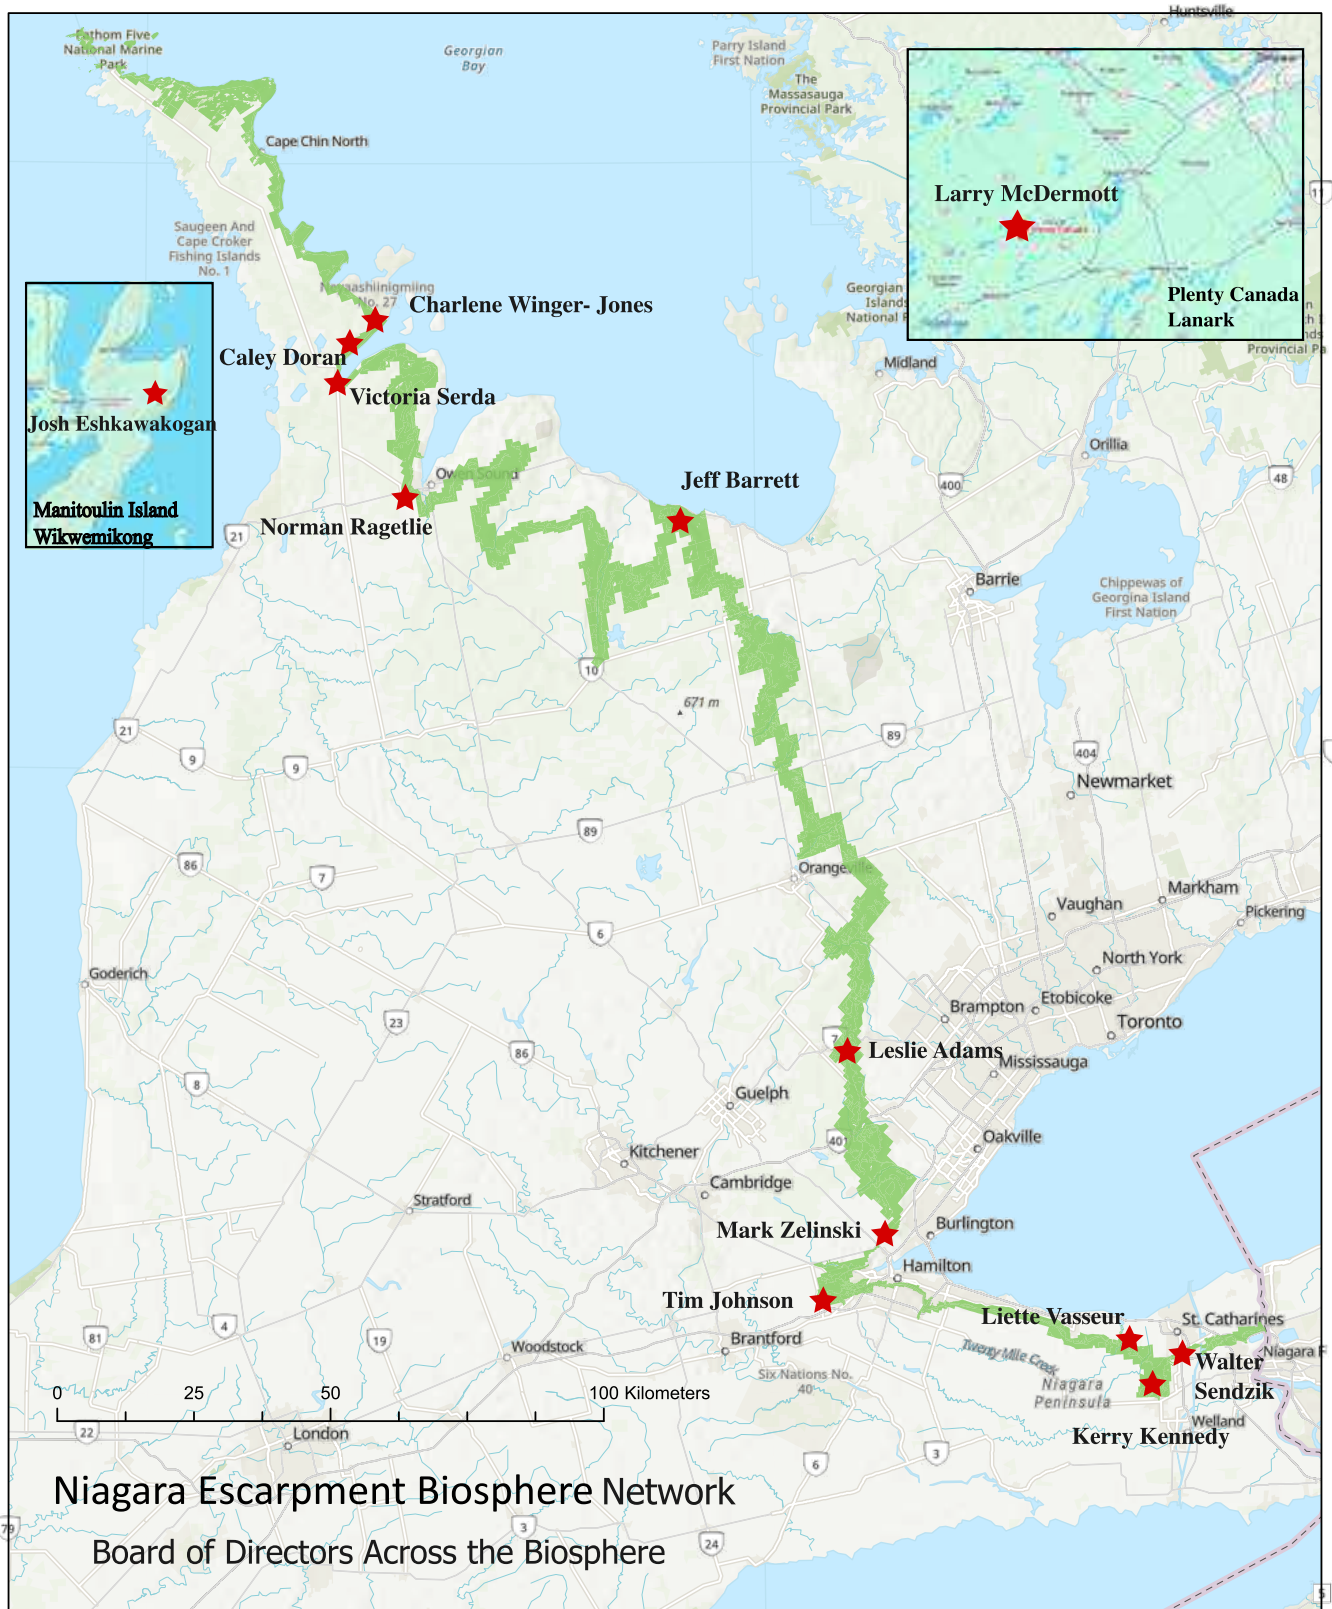 Huntsville
Fathom Five
National Marine
Park
Georgian
Bay
Parry Island
First Nation
The
Massasauga
Provincial Park
Cape Chin North
11
Larry McDermott
Plenty Canada
Lanark
Saugeen And
Cape Croker
Fishing Islands
No. 1
Neyaashiinigmiing
No. 27
Charlene Winger- Jones
Georgian
Islands
National
Provincial Pa
Caley Doran
Victoria Serda
Midland
Josh Eshkawakogan
Manitoulin Island
Wikwemikong
Orillia
Owen Sound
Jeff Barrett
400
48
Norman Ragetlie
21
Barrie
Chippewas of
Georgina Island
First Nation
10
671 m
21
9
9
89
404
Newmarket
89
86
7
Orangeville
Markham
Vaughan
Pickering
6
North York
Goderich
Brampton
Etobicoke
Toronto
23
86
7
Leslie Adams
Mississauga
8
Guelph
401
Oakville
Kitchener
Cambridge
Stratford
Mark Zelinski
Burlington
Hamilton
Tim Johnson
Liette Vasseur
St. Catharines
81
4
19
Woodstock
Brantford
Twenty Mile Creek
Niagara F
Walter
Sendzik
Six Nations No.
40
Niagara
Peninsula
0 25 50 100 Kilometers
Welland
Kerry Kennedy
22
London
3
6
Niagara Escarpment Biosphere Network
79
3
24
Board of Directors Across the Biosphere
5